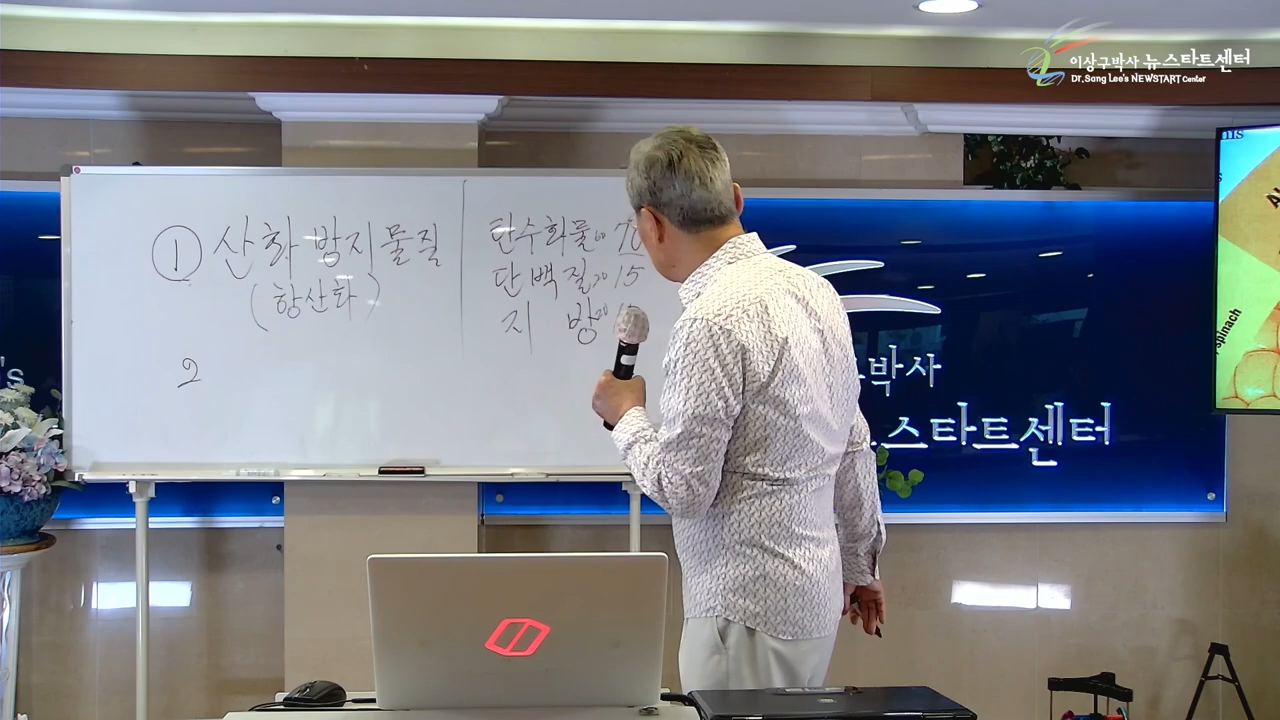 이상구박사 뉴스타트센터
Dr. Sang Lee's NEWSTART Center
① 산화방지물질
(항산화)
2
탄수화물
단백질 15
지 방
박사
스타트센터
spinach
's